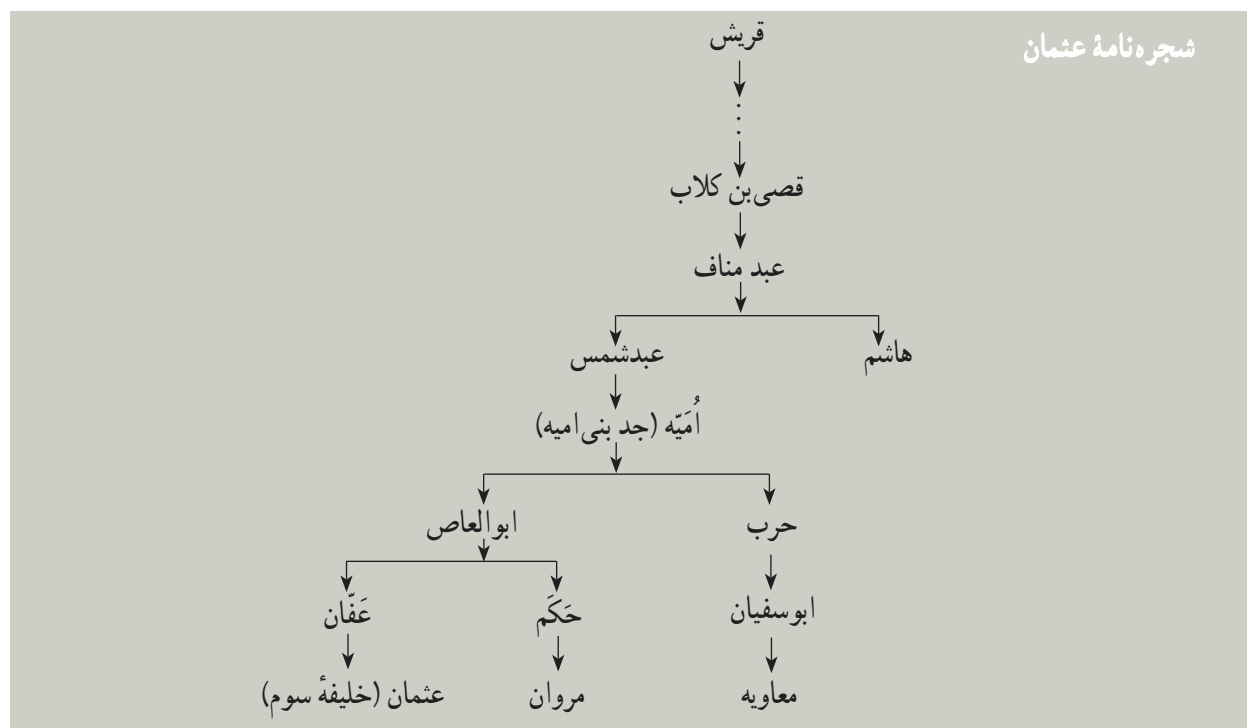 شجره‌نامهٔ عثمان
قریش
قصی‌بن کلاب
عبد مناف
هاشم
عبدشمس
اُمَیّه (جد بنی‌امیه)
حرب
ابوالعاص
ابوسفیان
حَکَم
عَفّان
معاویه
مروان
عثمان (خلیفهٔ سوم)